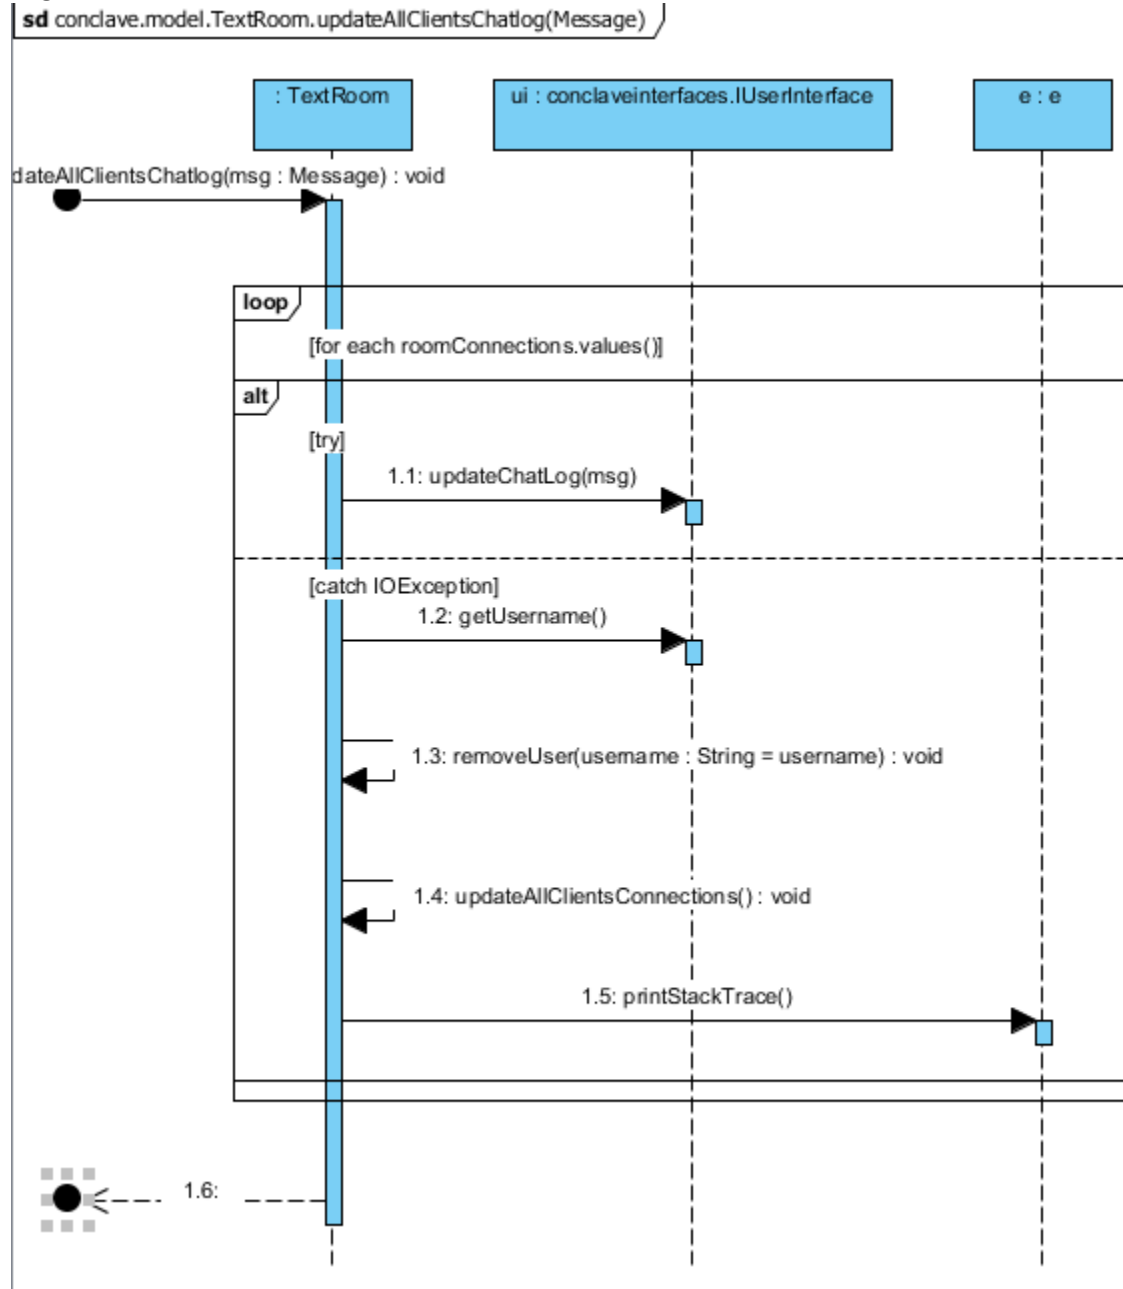 sd conclave.model.TextRoom.updateAllClientsChatlog(Message)
: TextRoom
ui : conclaveinterfaces.IUserInterface
e : e
dateAllClientsChatlog(msg : Message) : void
loop
[for each roomConnections.values()]
alt
[try]
1.1: updateChatLog(msg)
[catch IOException]
1.2: getUsername()
1.3: removeUser(username : String = username) : void
1.4: updateAllClientsConnections() : void
1.5: printStackTrace()
1.6: